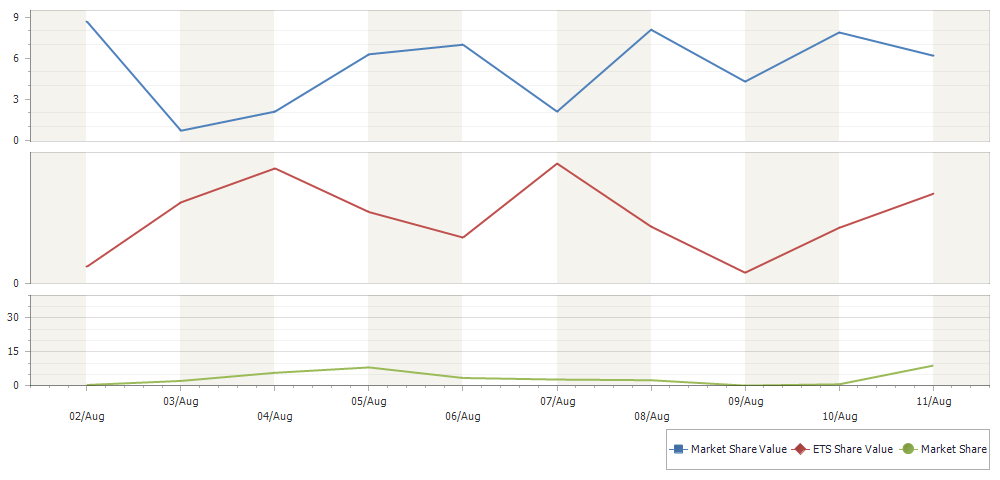 9
6
3
0
0
30
15
0
03/Aug 05/Aug 07/Aug 09/Aug 11/Aug
02/Aug 04/Aug 06/Aug 08/Aug 10/Aug
Market Share Value ETS Share Value Market Share